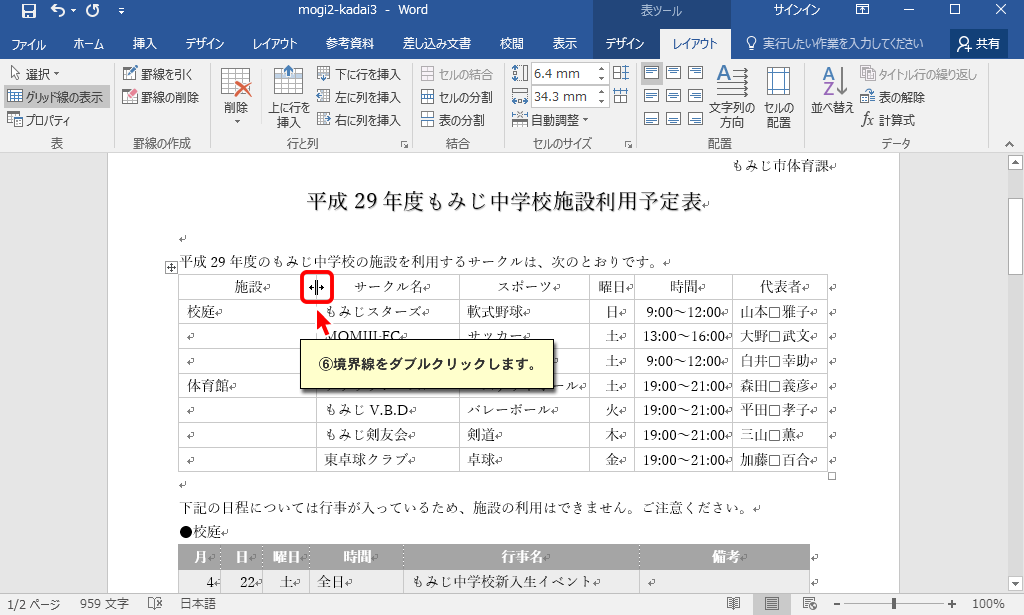 mogi2-kadai3 - Word
表ツール
サインイン
ファイル ホーム 挿入 デザイン レイアウト 参考資料 差し込み文書 校閲 表示 デザイン レイアウト 実行したい作業を入力してください 共有
選択
グリッド線の表示
プロパティ
表
罫線を引く
罫線の削除
罫線の作成
削除
上に行を挿入
下に行を挿入
左に列を挿入
右に列を挿入
行と列
セルの結合
セルの分割
表の分割
結合
6.4 mm
34.3 mm
自動調整
セルのサイズ
文字列の方向
セルの配置
配置
並べ替え
タイトル行の繰り返し
表の解除
計算式
データ
もみじ市体育課
平成 29 年度もみじ中学校施設利用予定表
平成 29 年度のもみじ中学校の施設を利用するサークルは、次のとおりです。
施設 サークル名 スポーツ 曜日 時間 代表者
校庭 もみじスターズ 軟式野球 日 9:00～12:00 山本□雅子
MOMIJI-FC サッカー 土 13:00～16:00 大野□武文
土 9:00～12:00 白井□幸助
⑥境界線をダブルクリックします。
体育館 土 19:00～21:00 森田□義彦
もみじ V.B.D バレーボール 火 19:00～21:00 平田□孝子
もみじ剣友会 剣道 木 19:00～21:00 三山□薫
東卓球クラブ 卓球 金 19:00～21:00 加藤□百合
下記の日程については行事が入っているため、施設の利用はできません。ご注意ください。
●校庭
月 日 曜日 時間 行事名 備考
4 22 土 全日 もみじ中学校新入生イベント
1/2 ページ 959 文字 日本語 100%